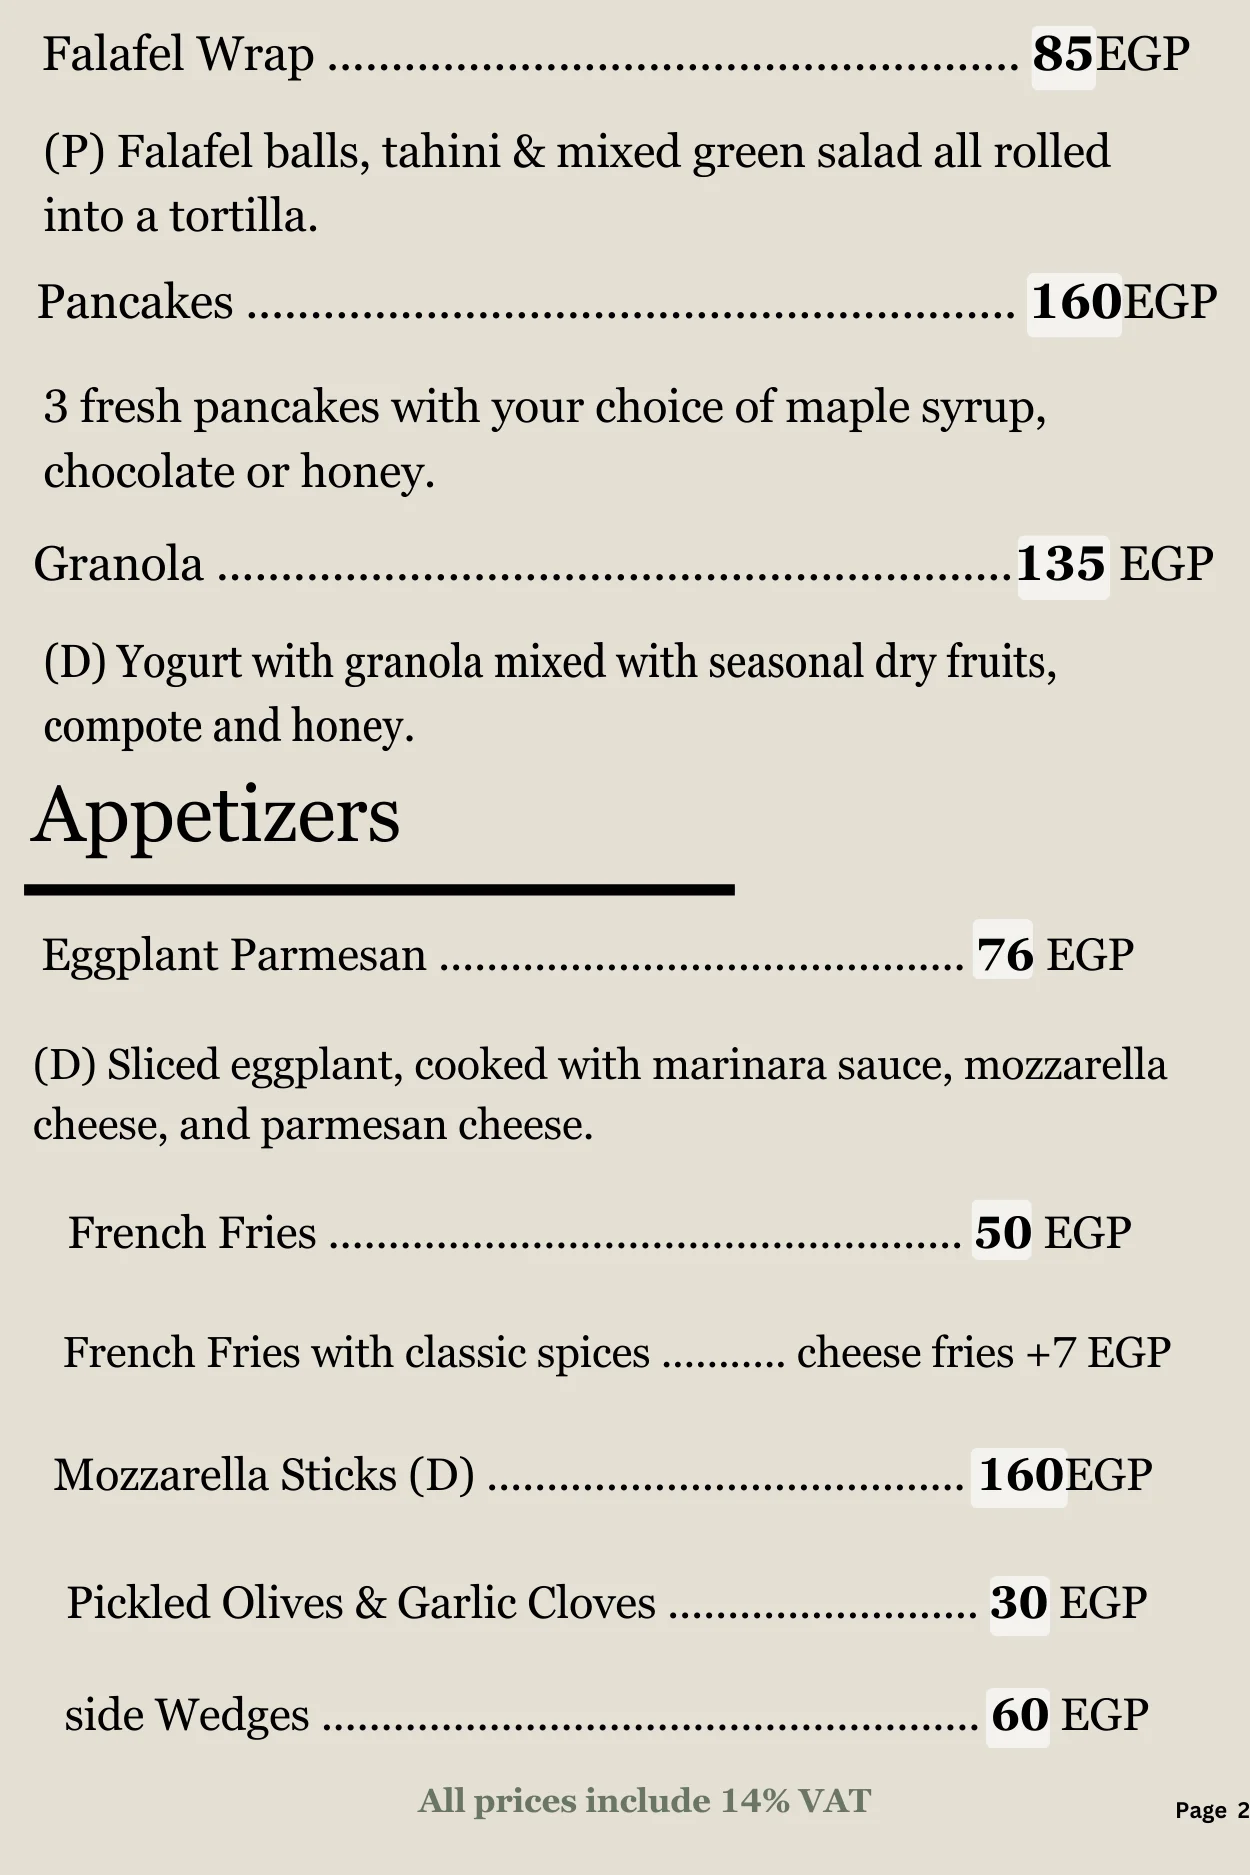 Falafel Wrap ...................................................... 85EGP
(P) Falafel balls, tahini & mixed green salad all rolled
into a tortilla.
Pancakes ............................................................ 160EGP
3 fresh pancakes with your choice of maple syrup,
chocolate or honey.
Granola ..............................................................135 EGP
(D) Yogurt with granola mixed with seasonal dry fruits,
compote and honey.
Appetizers
Eggplant Parmesan ............................................ 76 EGP
(D) Sliced eggplant, cooked with marinara sauce, mozzarella
cheese, and parmesan cheese.
French Fries ..................................................... 50 EGP
French Fries with classic spices ........... cheese fries +7 EGP
Mozzarella Sticks (D) ........................................ 160EGP
Pickled Olives & Garlic Cloves .......................... 30 EGP
side Wedges ....................................................... 60 EGP
All prices include 14% VAT
Page 2